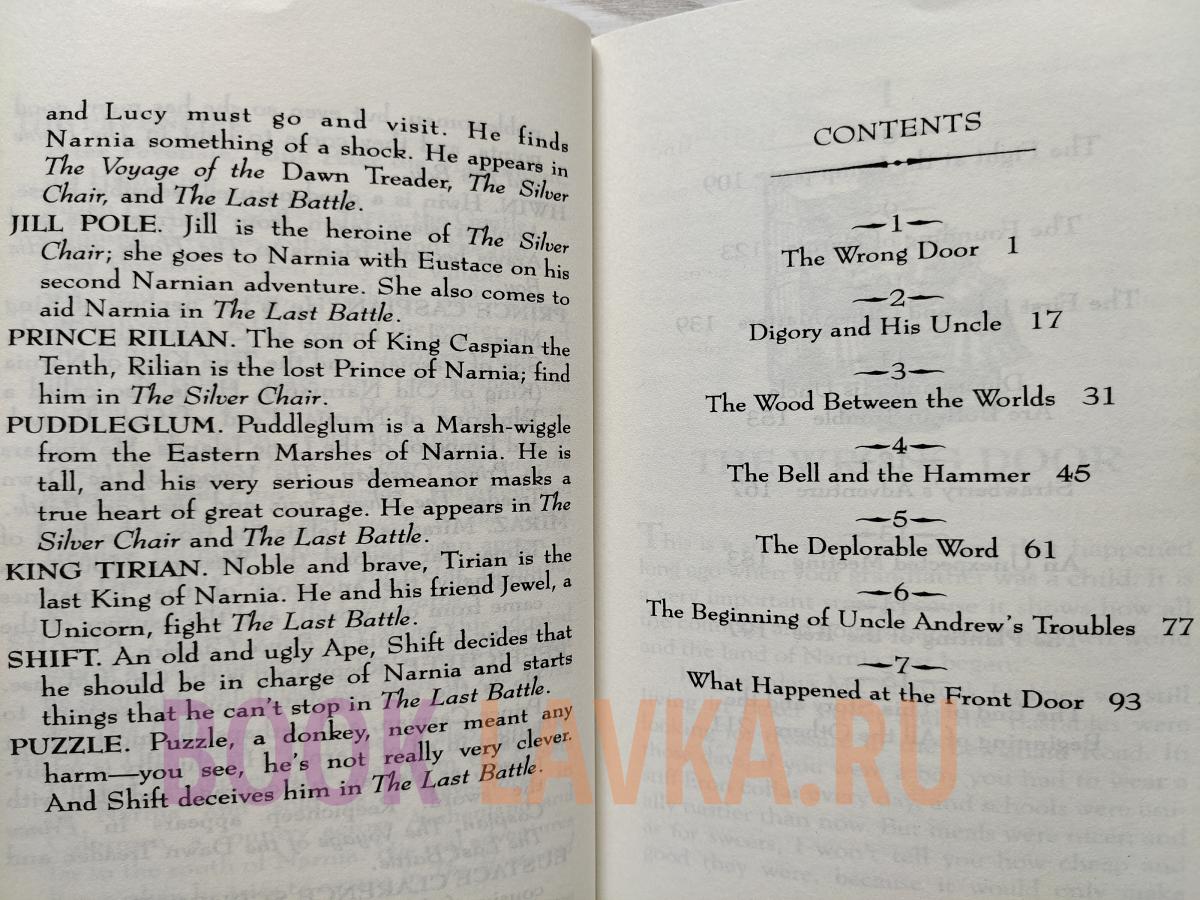 and Lucy must go and visit. He finds
Narnia something of a shock. He appears in
The Voyage of the Dawn Treader, The Silver
Chair, and The Last Battle.
JILL POLE. Jill is the heroine of The Silver
Chair; she goes to Narnia with Eustace on his
second Narnian adventure. She also comes to
aid Narnia in The Last Battle.
PRINCE RILIAN. The son of King Caspian the
Tenth, Rilian is the lost Prince of Narnia; find
him in The Silver Chair.
PUDDLEGLUM. Puddleglum is a Marsh-wiggle
from the Eastern Marshes of Narnia. He is
tall, and his very serious demeanor masks a
true heart of great courage. He appears in The
Silver Chair and The Last Battle.
KING TIRIAN. Noble and brave, Tirian is the
last King of Narnia. He and his friend Jewel, a
Unicorn, fight The Last Battle.
SHIFT. An old and ugly Ape, Shift decides that
he should be in charge of Narnia and starts
things that he can't stop in The Last Battle.
PUZZLE. Puzzle, a donkey, never meant any
harm—you see, he's not really very clever.
And Shift deceives him in The Last Battle.
CONTENTS
1
The Wrong Door 1
2
Digory and His Uncle 17
3
The Wood Between the Worlds 31
4
The Bell and the Hammer 45
5
The Deplorable Word 61
6
The Beginning of Uncle Andrew's Troubles 77
7
What Happened at the Front Door 93
BOOK LAVKA.RU